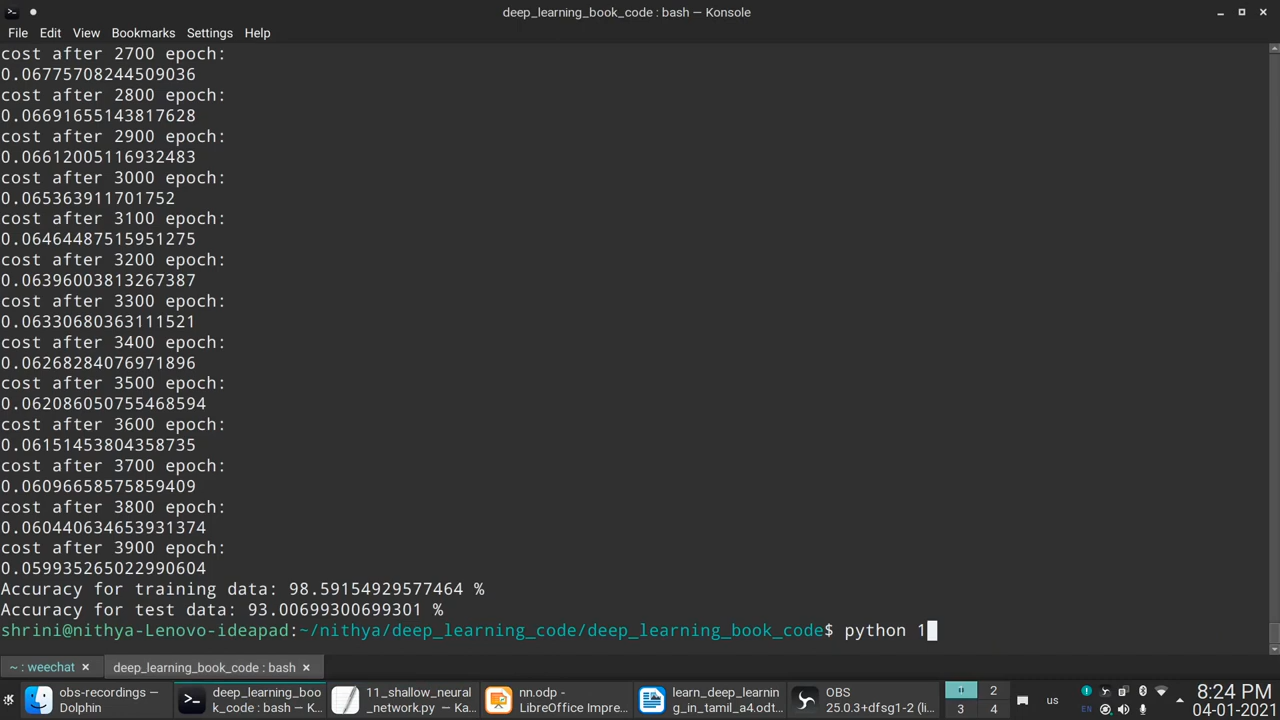 deep_learning_book_code : bash — Konsole
File Edit View Bookmarks Settings Help
cost after 2700 epoch:
0.06775708244509036
cost after 2800 epoch:
0.06691655143817628
cost after 2900 epoch:
0.06612005116932483
cost after 3000 epoch:
0.065363911701752
cost after 3100 epoch:
0.06464487515951275
cost after 3200 epoch:
0.06396003813267387
cost after 3300 epoch:
0.06330680363111521
cost after 3400 epoch:
0.06268284076971896
cost after 3500 epoch:
0.062086050755468594
cost after 3600 epoch:
0.06151453804358735
cost after 3700 epoch:
0.06096658575859409
cost after 3800 epoch:
0.060440634653931374
cost after 3900 epoch:
0.059935265022990604
Accuracy for training data: 98.59154929577464 %
Accuracy for test data: 93.00699300699301 %
shrini@nithya-Lenovo-ideapad:~/nithya/deep_learning_code/deep_learning_book_code$ python 1
~ : weechat deep_learning_book_code : bash
obs-recordings — Dolphin
deep_learning_book_code : bash — K...
11_shallow_neural_network.py — Ka...
nn.odp - LibreOffice Impre...
learn_deep_learning_in_tamil_a4.odt...
OBS 25.0.3+dfsg1-2 (li...
2
3 4
us
EN
8:24 PM
04-01-2021